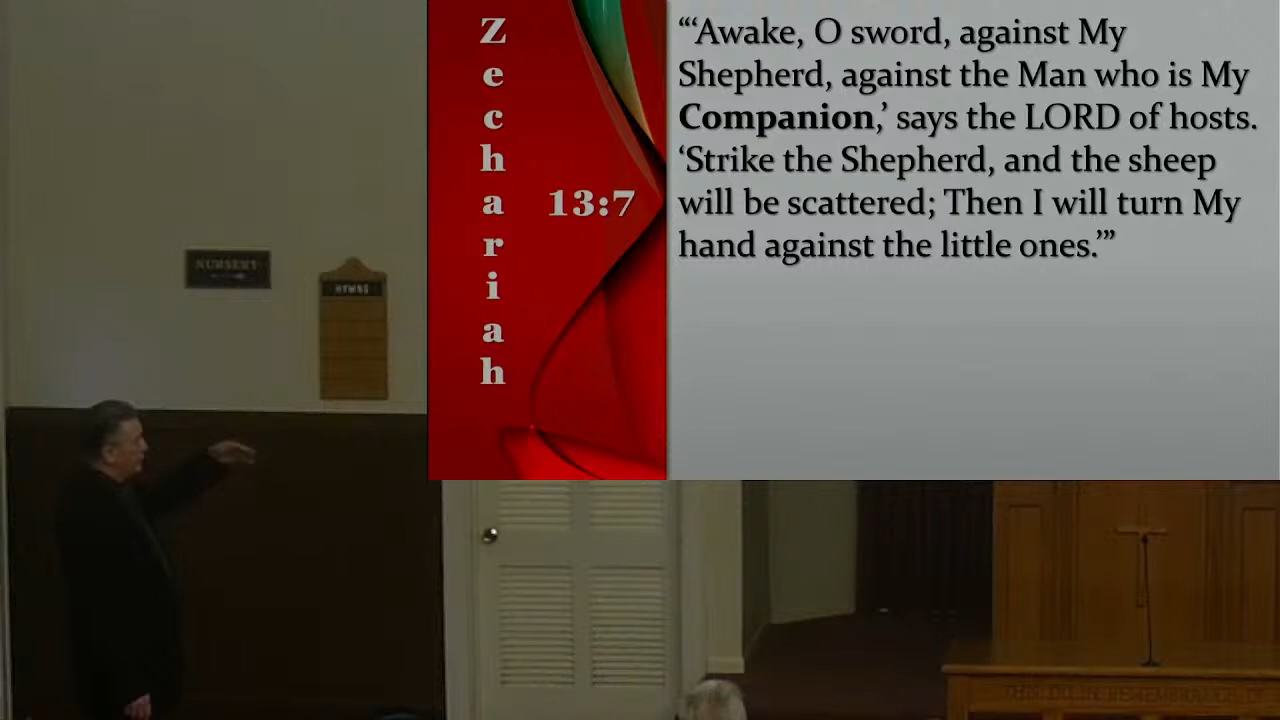 Zechariah
13:7
“‘Awake, O sword, against My
Shepherd, against the Man who is My
Companion,’ says the LORD of hosts.
‘Strike the Shepherd, and the sheep
will be scattered; Then I will turn My
hand against the little ones.’”
NURSERY
HYMNS